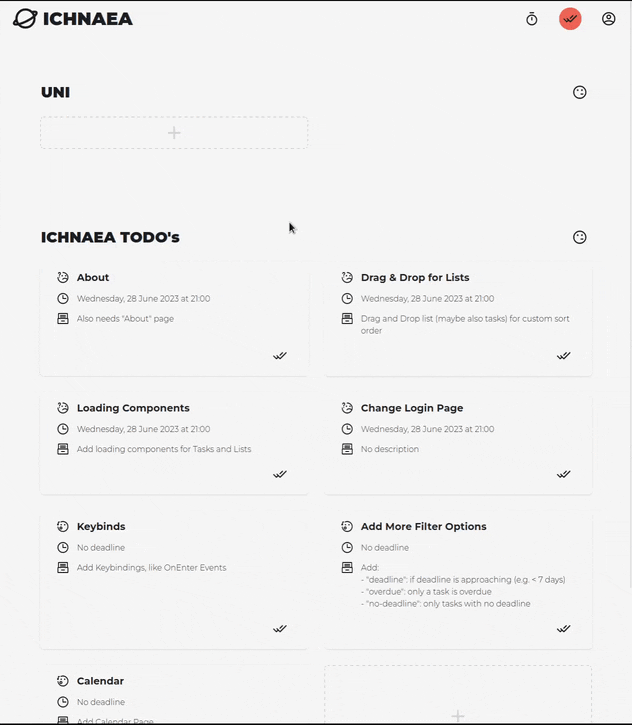 ICHNAEA
UNI
ICHNAEA TODO's
About
Wednesday, 28 June 2023 at 21:00
Also needs "About" page
Drag & Drop for Lists
Wednesday, 28 June 2023 at 21:00
Drag and Drop list (maybe also tasks) for custom sort
order
Loading Components
Wednesday, 28 June 2023 at 21:00
Add loading components for Tasks and Lists
Change Login Page
Wednesday, 28 June 2023 at 21:00
No description
Keybinds
No deadline
Add Keybindings, like OnEnter Events
Add More Filter Options
No deadline
Add:
- "deadline": if deadline is approaching (e.g. < 7 days)
- "overdue": only a task is overdue
- "no-deadline": only tasks with no deadline
Calendar
No deadline
Add Calendar Page